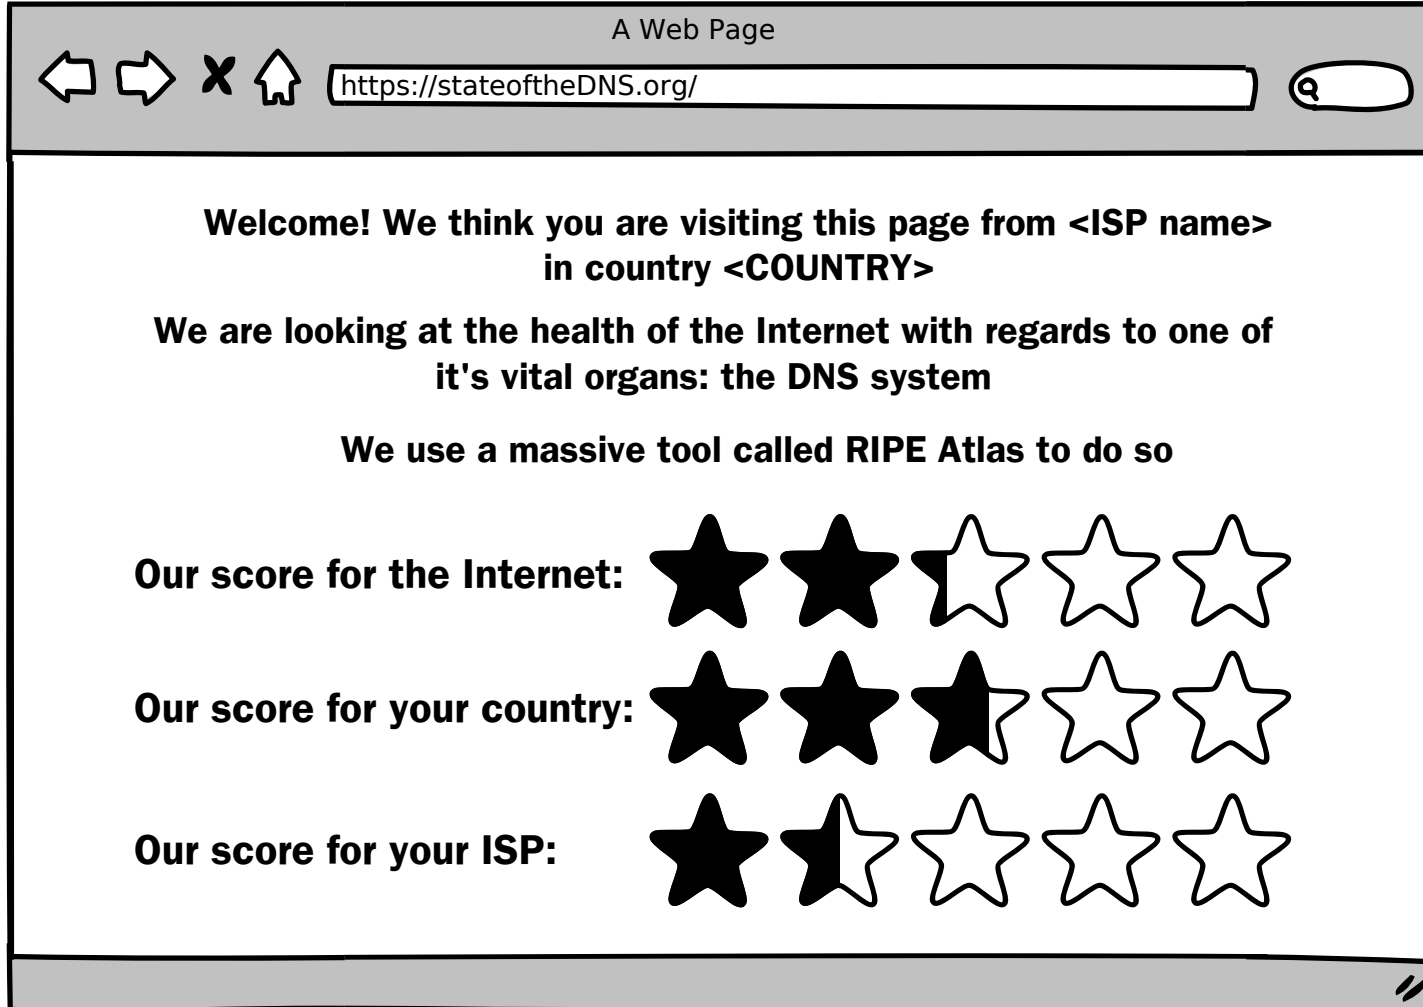 A Web Page
https://stateoftheDNS.org/
Welcome! We think you are visiting this page from <ISP name>
in country <COUNTRY>
We are looking at the health of the Internet with regards to one of
it's vital organs: the DNS system
We use a massive tool called RIPE Atlas to do so
Our score for the Internet:
Our score for your country:
Our score for your ISP: